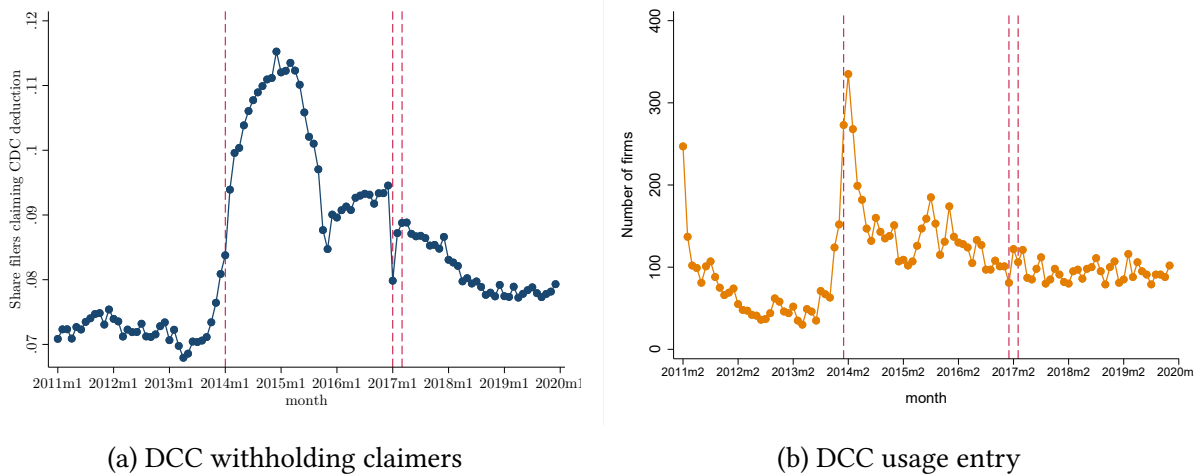 Share filers claiming CDC deduction
.12
.11
.1
.09
.08
.07
2011m1 2012m1 2013m1 2014m1 2015m1 2016m1 2017m1 2018m1 2019m1 2020m1
month
(a) DCC withholding claimers
Number of firms
400
300
200
100
0
2011m2 2012m2 2013m2 2014m2 2015m2 2016m2 2017m2 2018m2 2019m2 2020m
month
(b) DCC usage entry